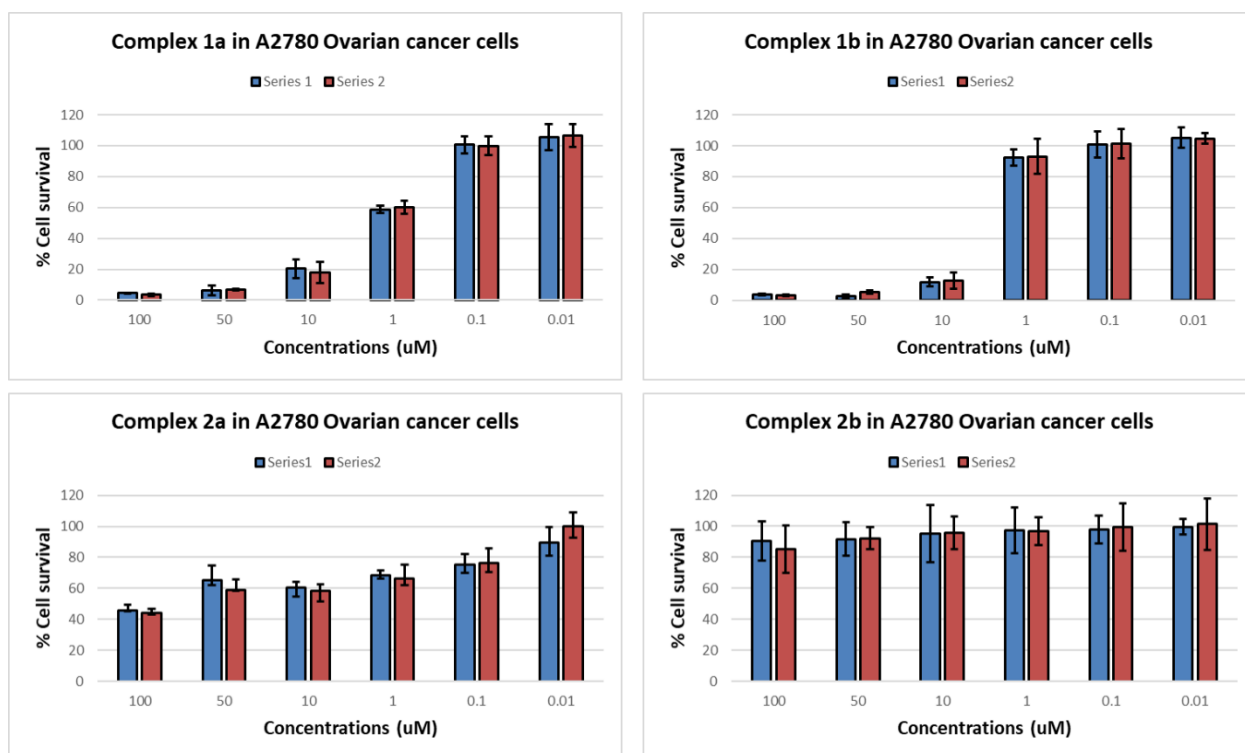 Complex 1a in A2780 Ovarian cancer cells
Series 1 Series 2
% Cell survival
120
100
80
60
40
20
0
100 50 10 1 0.1 0.01
Concentrations (uM)
Complex 1b in A2780 Ovarian cancer cells
Series1 Series2
% Cell survival
120
100
80
60
40
20
0
100 50 10 1 0.1 0.01
Concentrations (uM)
Complex 2a in A2780 Ovarian cancer cells
Series1 Series2
% Cell survival
120
100
80
60
40
20
0
100 50 10 1 0.1 0.01
Concentrations (uM)
Complex 2b in A2780 Ovarian cancer cells
Series1 Series2
% Cell survival
120
100
80
60
40
20
0
100 50 10 1 0.1 0.01
Concentrations (uM)